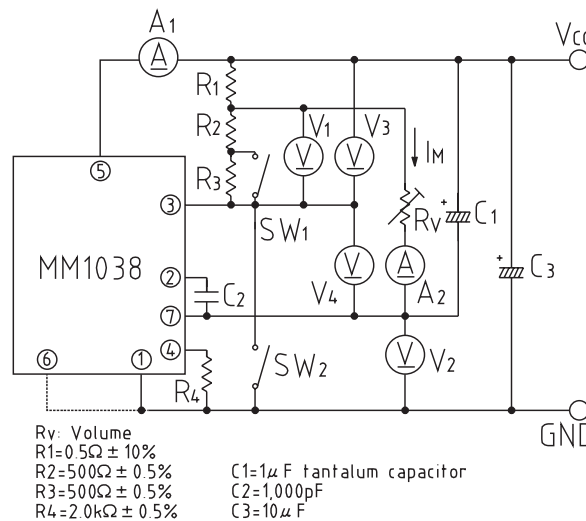 A1
Vcc
A
R1
R2
V1
V3
IM
V
V
R3
5
3
SW1
RV
C1
MM1038
2
C2
V4
V
A
A2
C3
7
4
6
1
R4
SW2
V
V2
GND
Rv: Volume
R1=0.5Ω±10%
R2=500Ω±0.5%
R3=500Ω±0.5%
R4=2.0kΩ±0.5%
C1=1μF tantalum capacitor
C2=1,000pF
C3=10μF